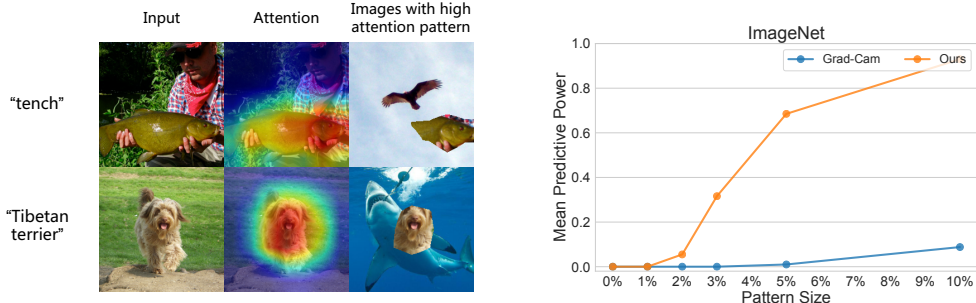 Input
Attention
Images with high
attention pattern
“tench”
“Tibetan
terrier”
ImageNet
Grad-Cam
Ours
Mean Predictive Power
1.0
0.8
0.6
0.4
0.2
0.0
0% 1% 2% 3% 4% 5% 6% 7% 8% 9% 10%
Pattern Size